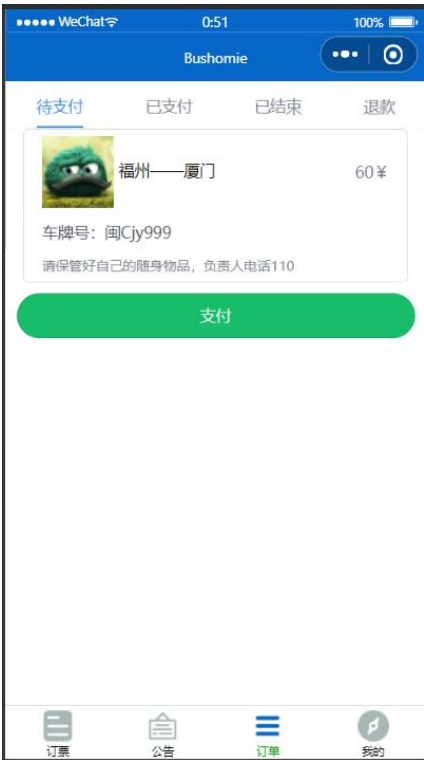 WeChat 0:51 100%
Bushomie
待支付 已支付 已结束 退款
福州——厦门 60¥
车牌号：闽Cjy999
请保管好自己的随身物品，负责人电话110
支付
订票 公告 订单 我的